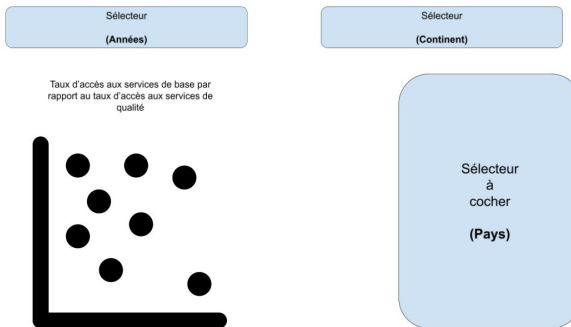 Sélecteur
(Années)
Sélecteur
(Continent)
Taux d'accès aux services de base par
rapport au taux d'accès aux services de
qualité
Sélecteur
à
cocher
(Pays)